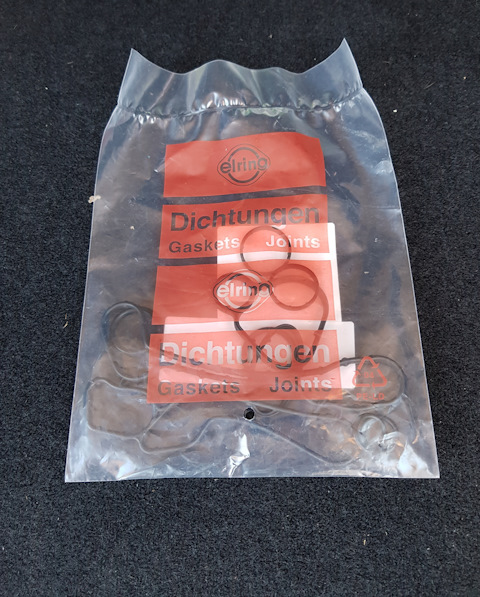 elring
Dichtungen
Gaskets Joints
elring
Dichtungen
Gaskets Joints